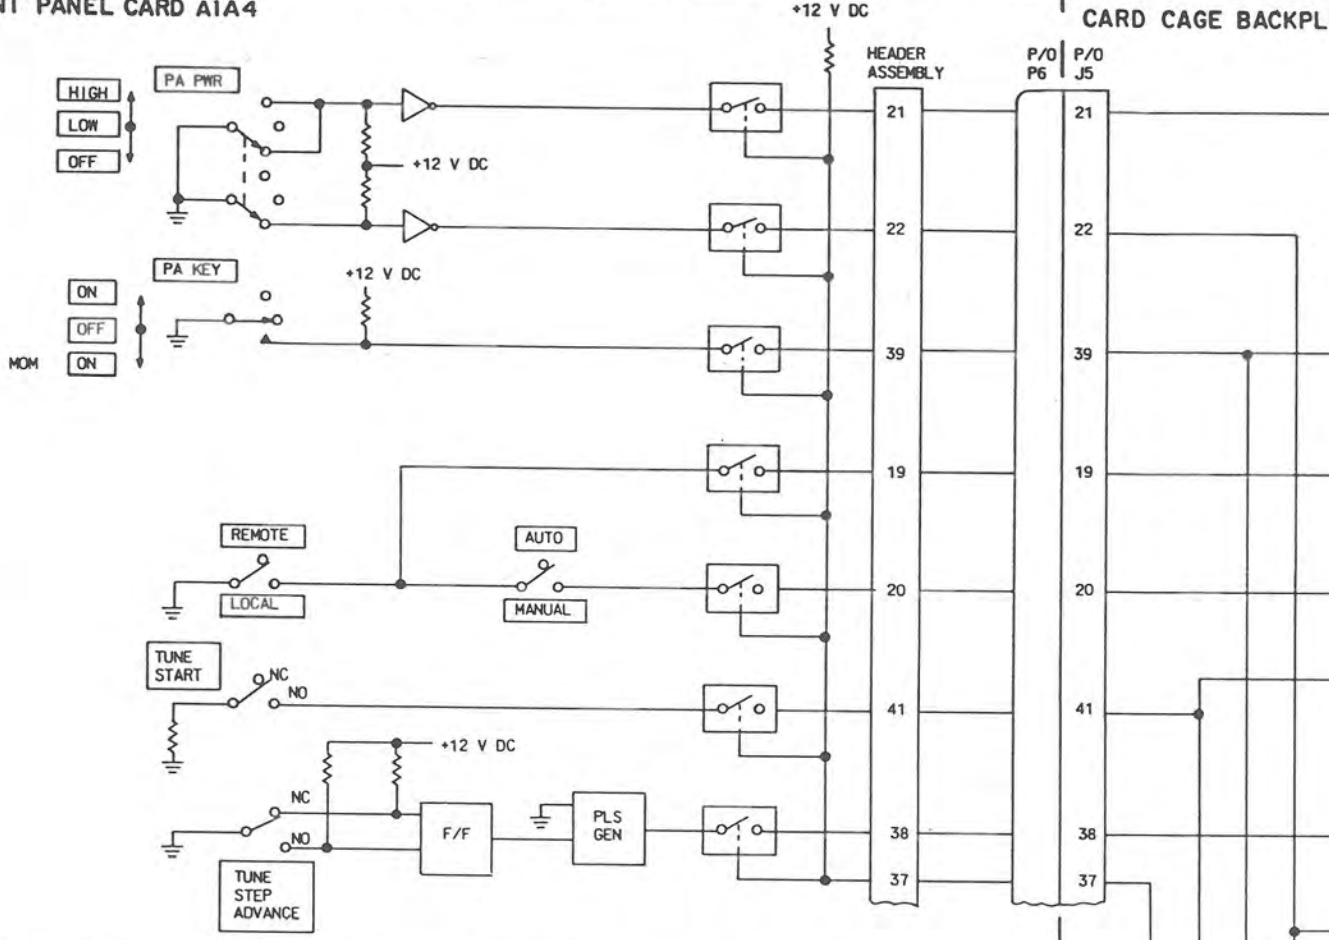 NT PANEL CARD A1A4
+12 V DC
CARD CAGE BACKPL
HEADER
ASSEMBLY
P/O
P6
P/O
J5
PA PWR
HIGH
LOW
OFF
+12 V DC
21
21
22
22
PA KEY
+12 V DC
ON
OFF
MOM
ON
39
39
19
19
REMOTE
LOCAL
AUTO
MANUAL
20
20
TUNE
START
NC
NO
41
41
+12 V DC
NC
NO
F/F
PLS
GEN
38
38
TUNE
STEP
ADVANCE
37
37